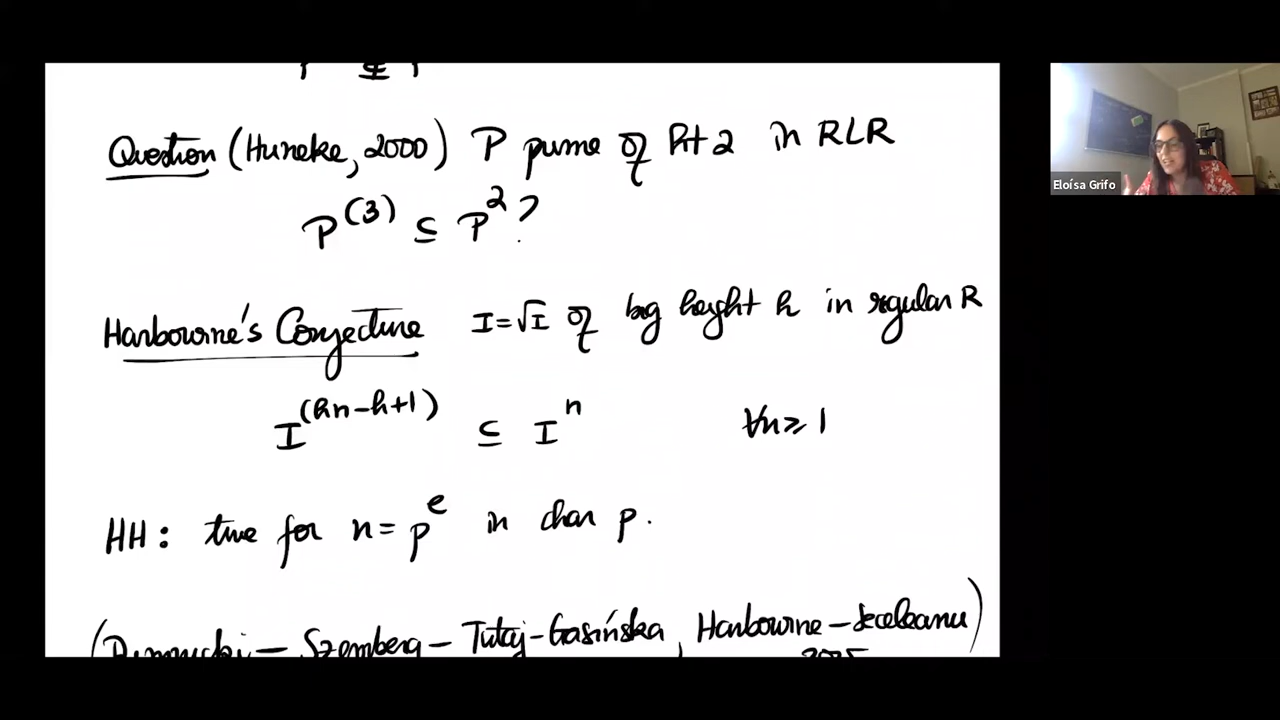 Question (Huneke, 2000) P prime of ht 2 in RLR
P^(3) ⊆ P^2 ?
Harbourne's Conjecture I = √I of big height h in regular R
I^(hn-h+1) ⊆ I^n ∀n ≥ 1
HH: true for n = p^e in char p.
Szemberg - Tutaj-Gasińska, Harbourne - Seceleanu)
Eloísa Grifo